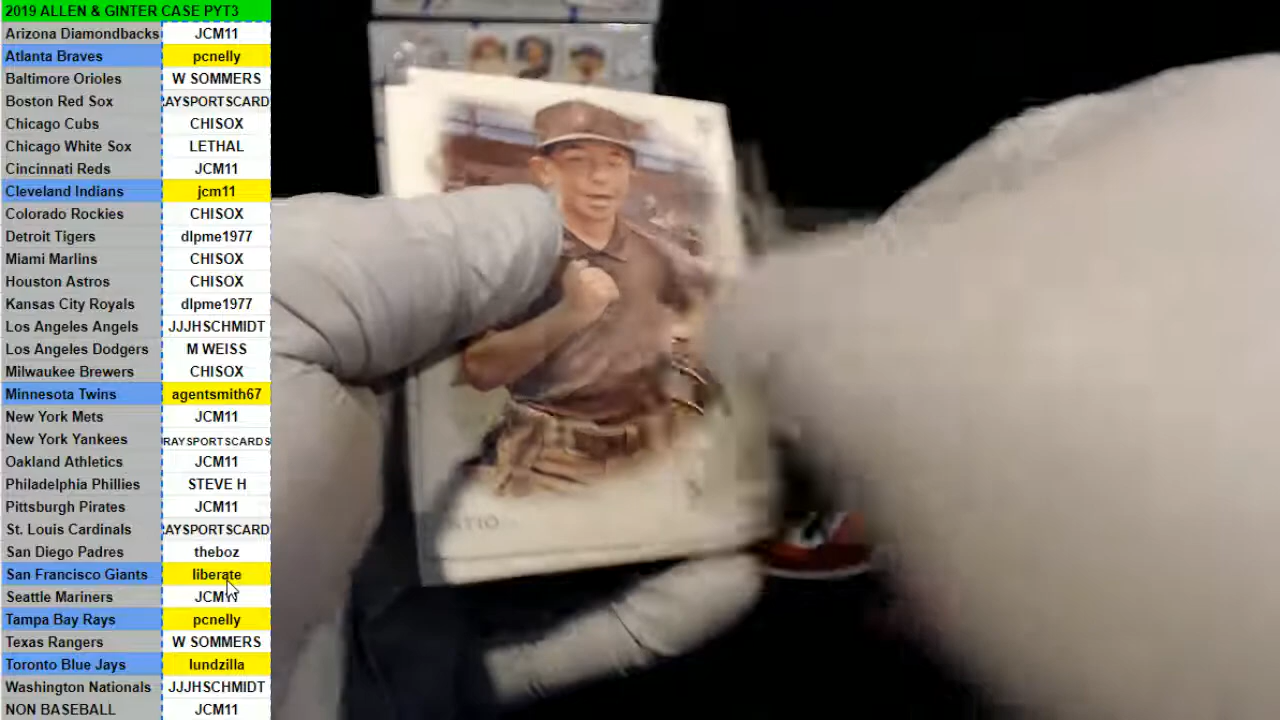 2019 ALLEN & GINTER CASE PYT3
Arizona Diamondbacks JCM11
Atlanta Braves pcnelly
Baltimore Orioles W SOMMERS
Boston Red Sox RAYSPORTSCARD
Chicago Cubs CHISOX
Chicago White Sox LETHAL
Cincinnati Reds JCM11
Cleveland Indians jcm11
Colorado Rockies CHISOX
Detroit Tigers dlpme1977
Miami Marlins CHISOX
Houston Astros CHISOX
Kansas City Royals dlpme1977
Los Angeles Angels JJJHSCHMIDT
Los Angeles Dodgers M WEISS
Milwaukee Brewers CHISOX
Minnesota Twins agentsmith67
New York Mets JCM11
New York Yankees RAYSPORTSCARDS
Oakland Athletics JCM11
Philadelphia Phillies STEVE H
Pittsburgh Pirates JCM11
St. Louis Cardinals AYSPORTSCARD
San Diego Padres theboz
San Francisco Giants liberate
Seattle Mariners JCM11
Tampa Bay Rays pcnelly
Texas Rangers W SOMMERS
Toronto Blue Jays lundzilla
Washington Nationals JJJHSCHMIDT
NON BASEBALL JCM11